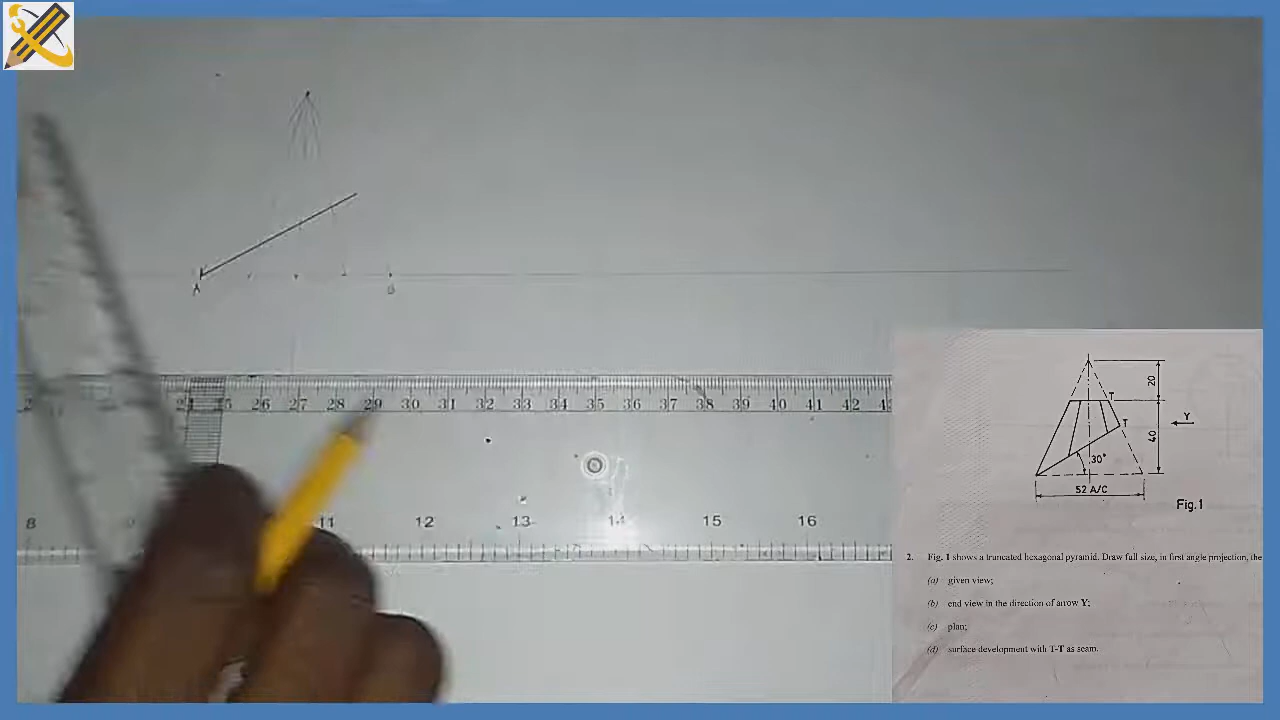 A B
25 26 27 28 29 30 31 32 33 34 35 36 37 38 39 40 41 42
8 9 11 12 13 14 15 16
20
T
T
Y
40
30°
52 A/C
Fig.1
2. Fig. 1 shows a truncated hexagonal pyramid. Draw full size, in first angle projection, the
(a) given view;
(b) end view in the direction of arrow Y;
(c) plan;
(d) surface development with T-T as seam.